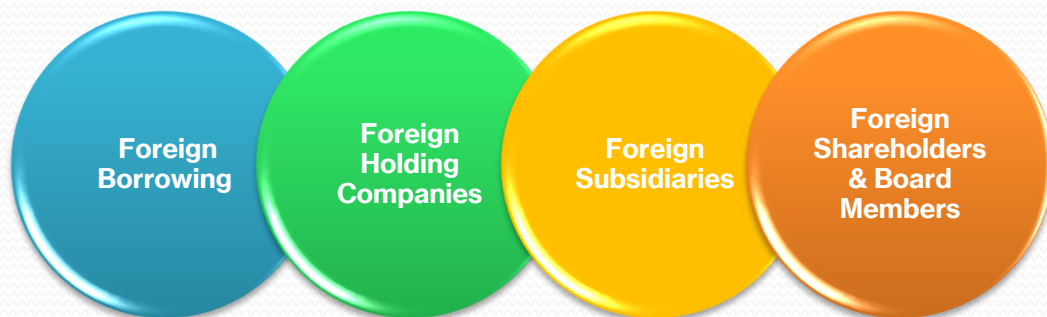 Foreign
Borrowing
Foreign
Holding
Companies
Foreign
Subsidiaries
Foreign
Shareholders
& Board
Members